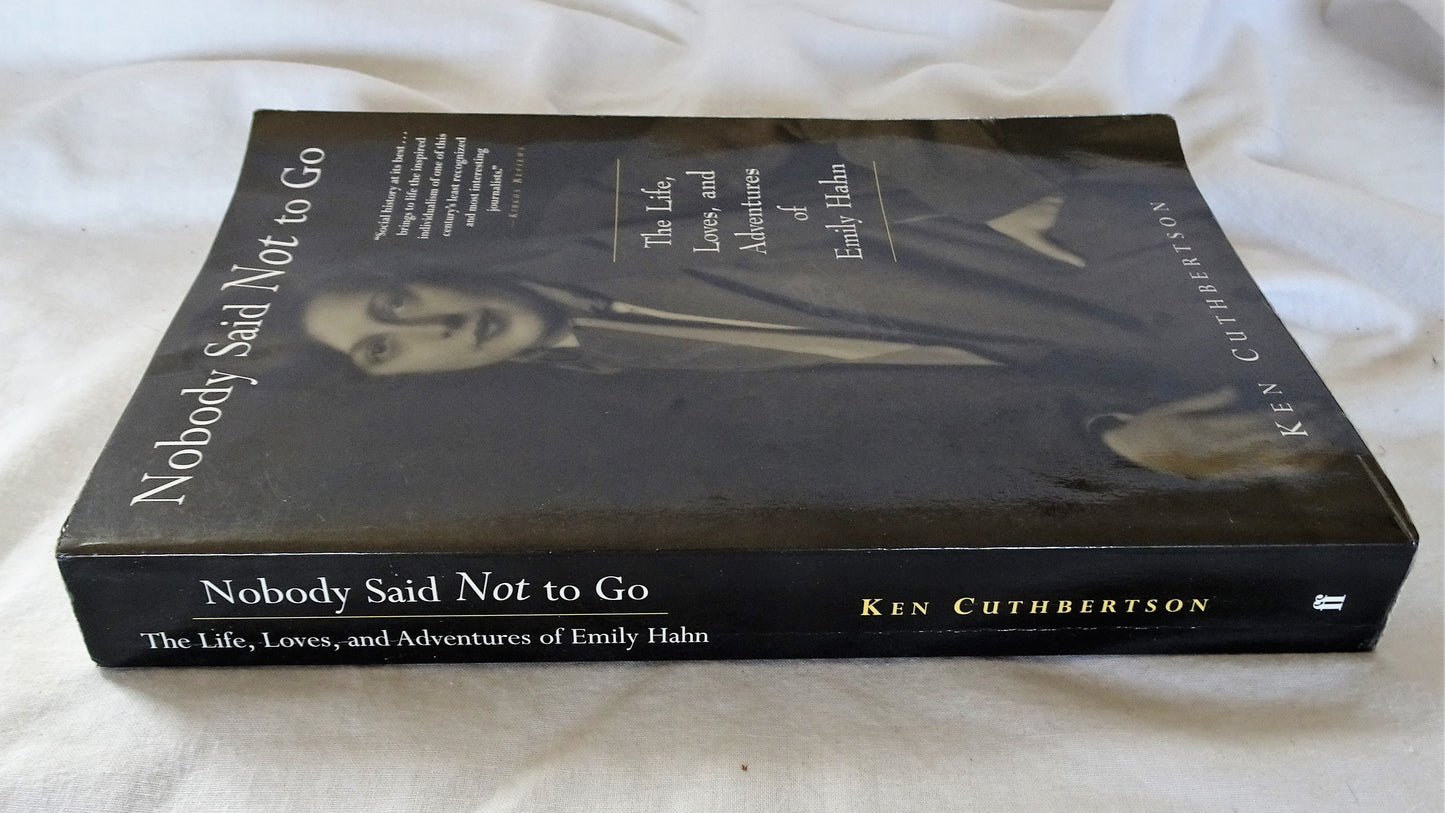 Nobody Said Not to Go
"Social history at its best . . .
brings to life the inspired
individualism of one of this
century's least recognized
and most interesting
journalists."
—Kirkus Reviews
The Life,
Loves, and
Adventures
of
Emily Hahn
Ken Cuthbertson
Nobody Said Not to Go
The Life, Loves, and Adventures of Emily Hahn
Ken Cuthbertson
ff